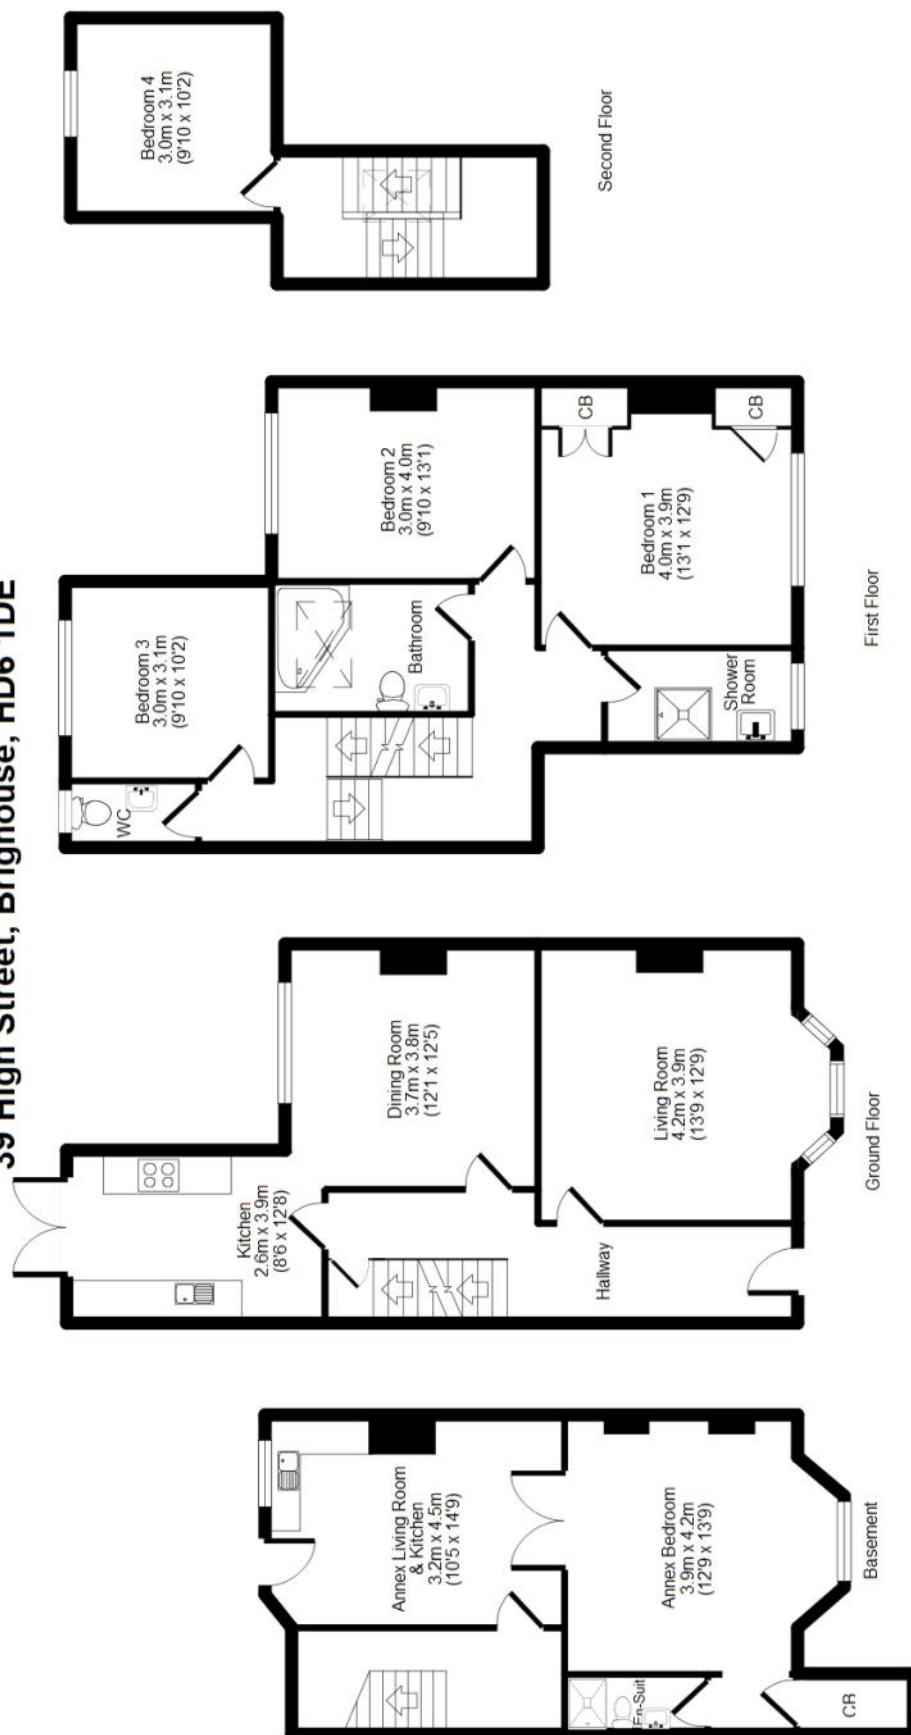 39 High Street, Brighouse, HD6 1DE
Annex Living Room
& Kitchen
3.2m x 4.5m
(10'5 x 14'9)
Annex Bedroom
3.9m x 4.2m
(12'9 x 13'9)
En-Suit
CB
Basement
Kitchen
2.6m x 3.9m
(8'6 x 12'8)
Dining Room
3.7m x 3.8m
(12'1 x 12'5)
Hallway
Living Room
4.2m x 3.9m
(13'9 x 12'9)
Ground Floor
WC
Bedroom 3
3.0m x 3.1m
(9'10 x 10'2)
Bathroom
Bedroom 2
3.0m x 4.0m
(9'10 x 13'1)
Shower
Room
Bedroom 1
4.0m x 3.9m
(13'1 x 12'9)
CB
CB
First Floor
Bedroom 4
3.0m x 3.1m
(9'10 x 10'2)
Second Floor